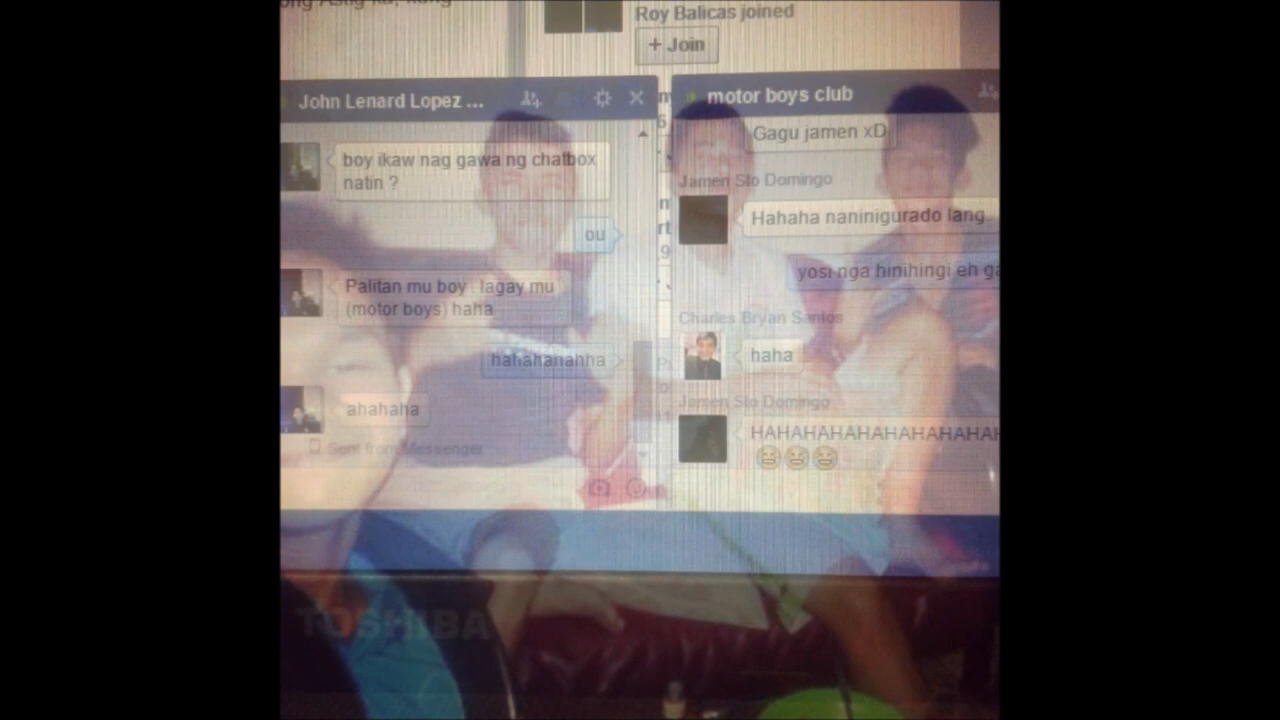 Roy Balicas joined
+ Join
John Lenard Lopez ...
boy ikaw nag gawa ng chatbox
natin ?
ou
Palitan mu boy . lagay mu
(motor boys) haha
hahahanahha
ahahaha
Sent from Messenger
motor boys club
Gagu jamen xD
Jamen Sto Domingo
Hahaha naninigurado lang
yosi nga hinihingi eh ga
Charles Bryan Santos
haha
Jamen Sto Domingo
HAHAHAHAHAHAHAHAHAH
😆😆😆
TOSHIBA